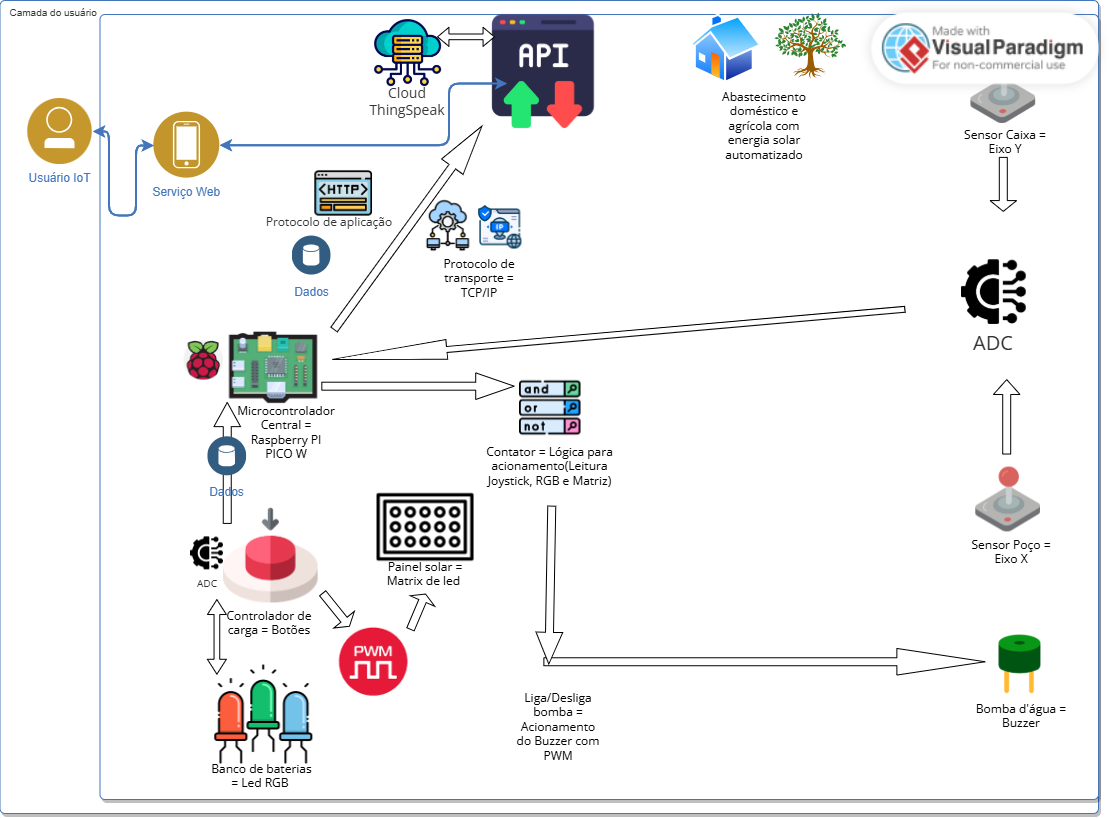 Camada do usuário
Made with
VisualParadigm
For non-commercial use
API
Cloud
ThingSpeak
Abastecimento
doméstico e
agrícola com
energia solar
automatizado
Sensor Caixa =
Eixo Y
Usuário IoT
Serviço Web
<HTTP>
Protocolo de aplicação
IP
Protocolo de
transporte =
TCP/IP
Dados
ADC
Microcontrolador
Central =
Raspberry PI
PICO W
and
or
not
Contator = Lógica para
acionamento(Leitura
Joystick, RGB e Matriz)
Dados
Sensor Poço =
Eixo X
Painel solar =
Matrix de led
ADC
Controlador de
carga = Botões
PWM
Liga/Desliga
bomba =
Acionamento
do Buzzer com
PWM
Bomba d'água =
Buzzer
Banco de baterias
= Led RGB